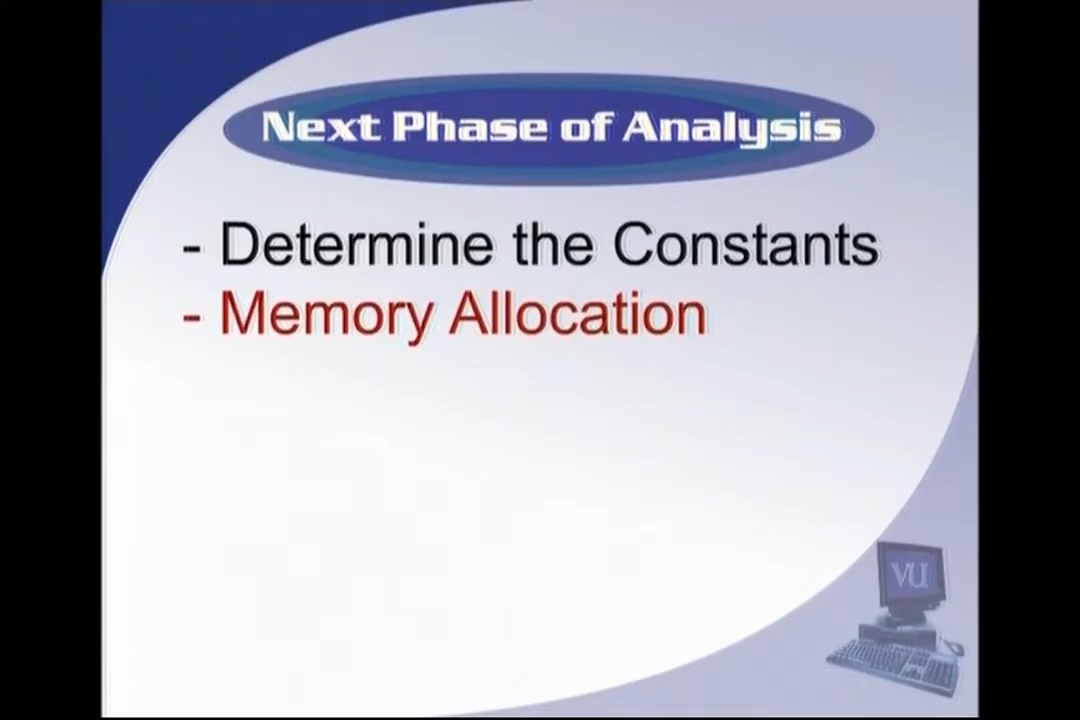 Next Phase of Analysis
- Determine the Constants
- Memory Allocation
VU